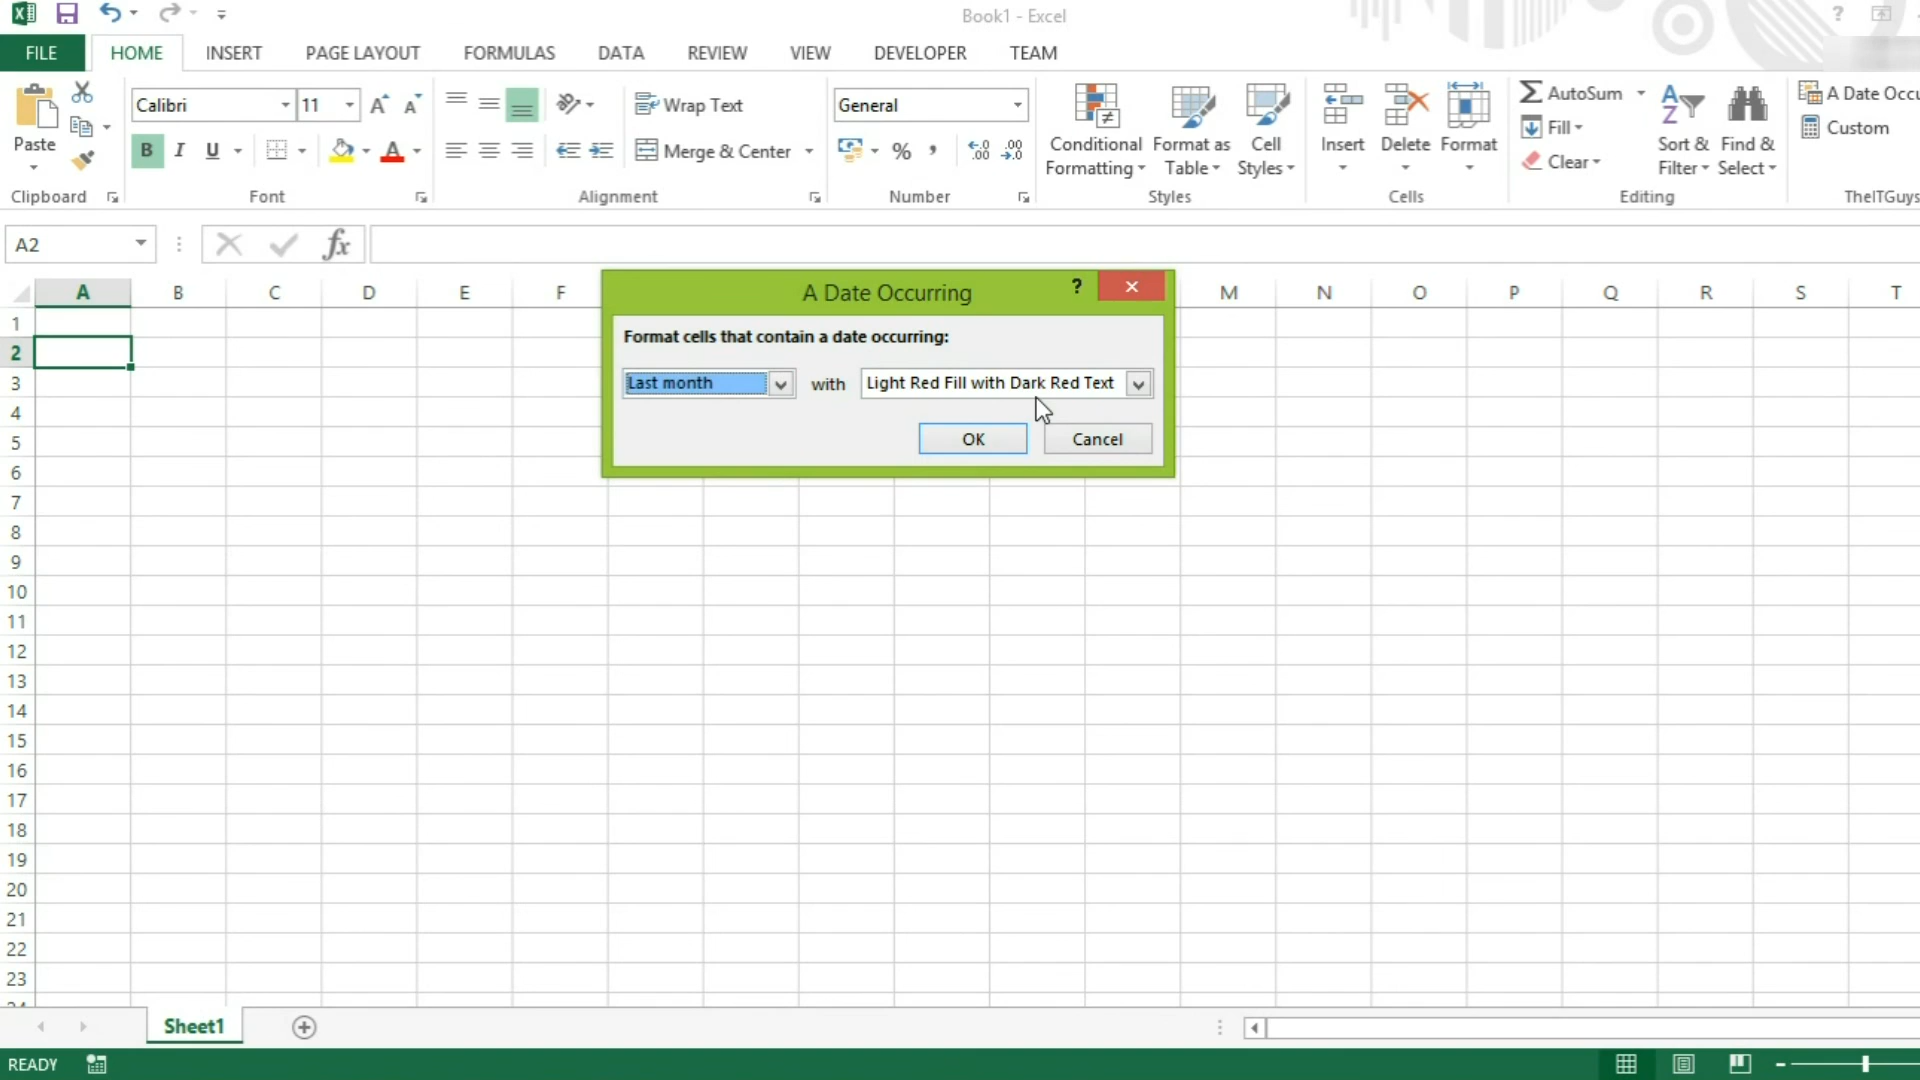 Book1 - Excel
?
FILE HOME INSERT PAGE LAYOUT FORMULAS DATA REVIEW VIEW DEVELOPER TEAM
Calibri 11 Wrap Text General AutoSum A Date Occu
Paste B I U Merge & Center % , .00 Conditional Formatting Format as Table Cell Styles Insert Delete Format Fill Clear Sort & Filter Find & Select Custom
Clipboard Font Alignment Number Styles Cells Editing TheITGuys
A2 fx
A B C D E F M N O P Q R S T
A Date Occurring ?
Format cells that contain a date occurring:
Last month with Light Red Fill with Dark Red Text
OK Cancel
1
2
3
4
5
6
7
8
9
10
11
12
13
14
15
16
17
18
19
20
21
22
23
Sheet1
READY